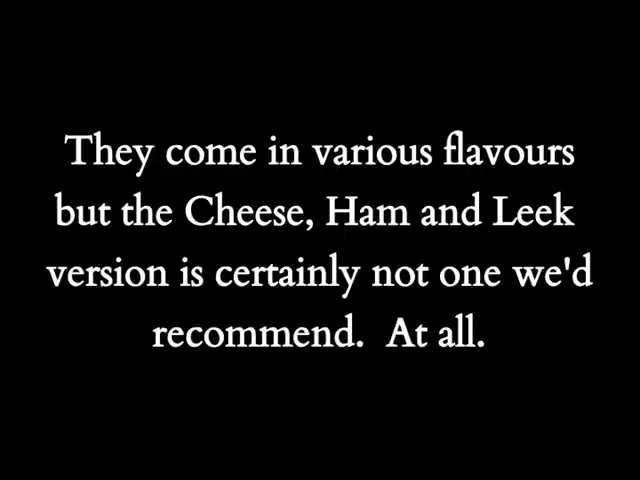 They come in various flavours
but the Cheese, Ham and Leek
version is certainly not one we'd
recommend.  At all.